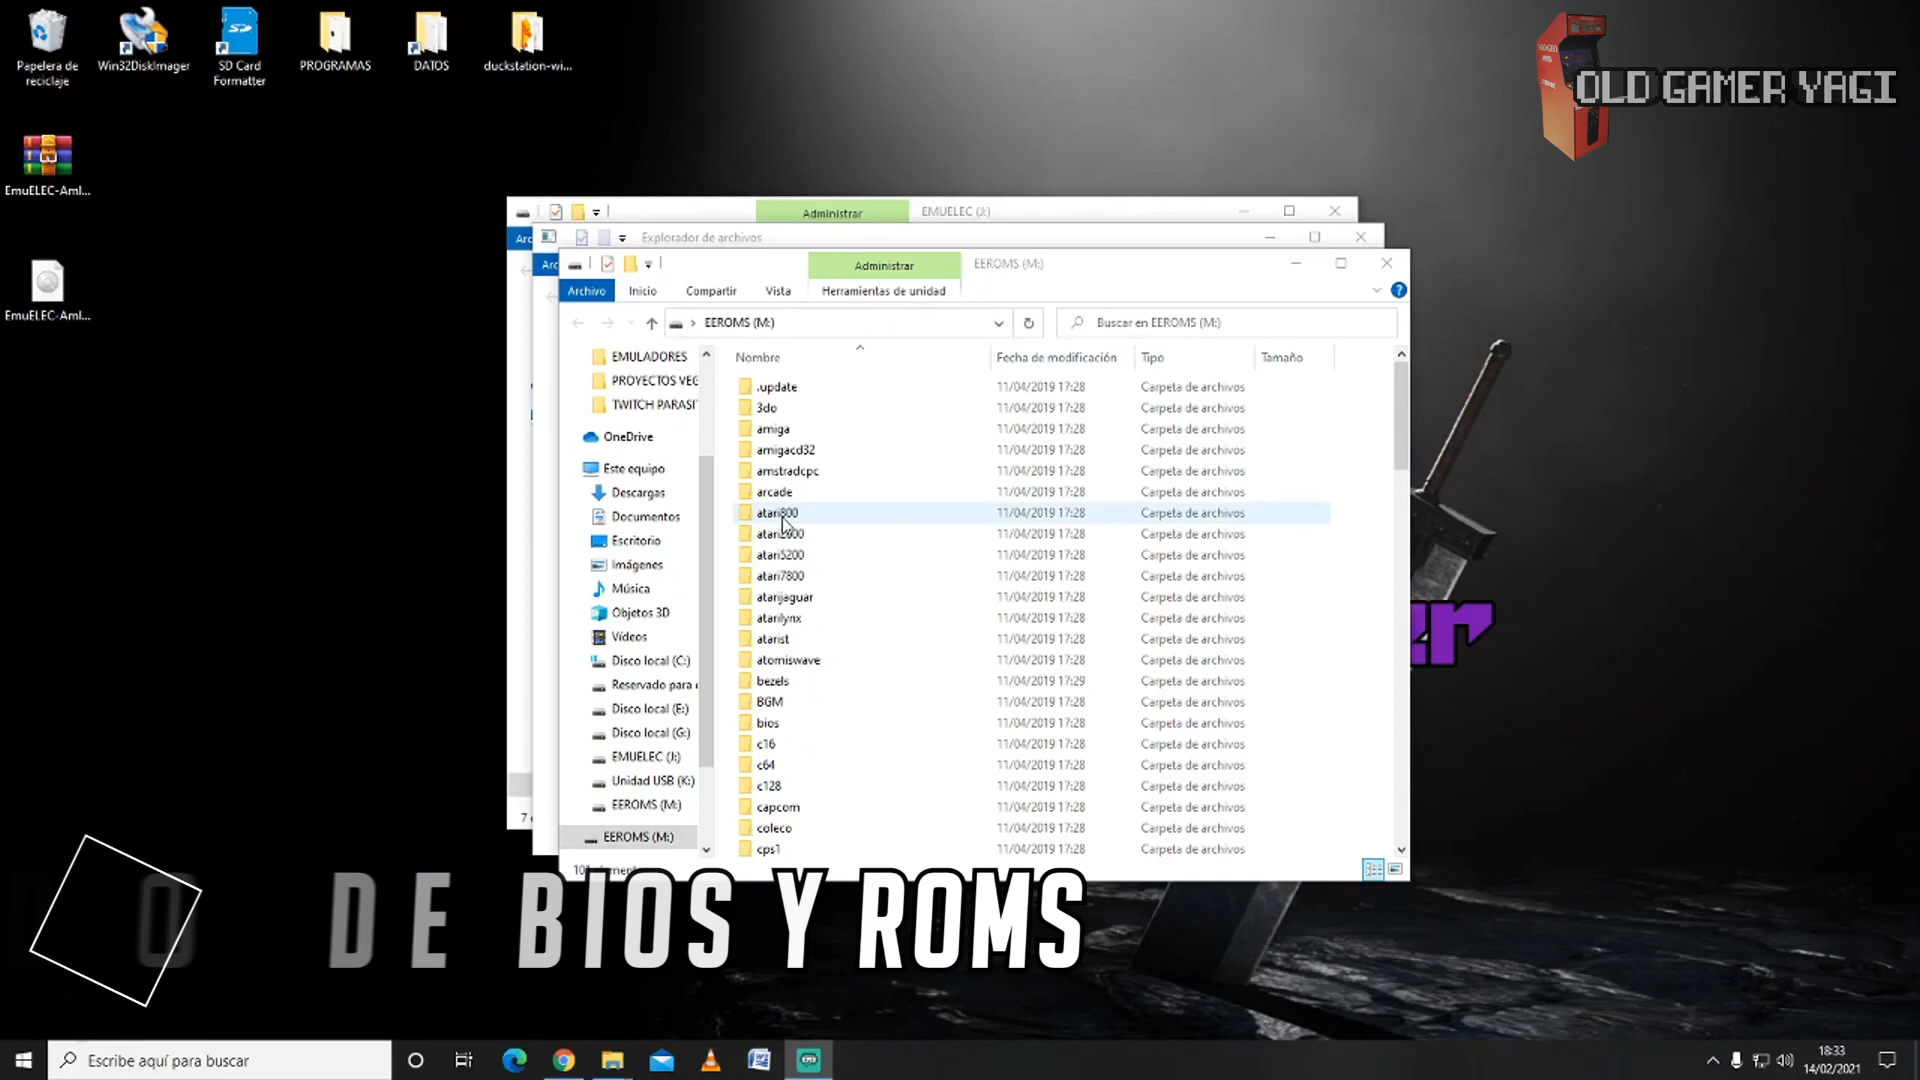 Papelera de
reciclaje
Win32DiskImager
SD Card
Formatter
PROGRAMAS
DATOS
duckstation-wi...
EmuELEC-Aml...
EmuELEC-Aml...
OLD GAMER YAGI
Administrar
EMUELEC (J:)
Arc
Explorador de archivos
Arc
Administrar
EEROMS (M:)
Archivo
Inicio
Compartir
Vista
Herramientas de unidad
EEROMS (M:)
Buscar en EEROMS (M:)
EMULADORES
PROYECTOS VEG
TWITCH PARASI
OneDrive
Este equipo
Descargas
Documentos
Escritorio
Imágenes
Música
Objetos 3D
Vídeos
Disco local (C:)
Reservado para
Disco local (E:)
Disco local (G:)
EMUELEC (J:)
Unidad USB (K:)
EEROMS (M:)
EEROMS (M:)
Nombre Fecha de modificación Tipo Tamaño
.update 11/04/2019 17:28 Carpeta de archivos
3do 11/04/2019 17:28 Carpeta de archivos
amiga 11/04/2019 17:28 Carpeta de archivos
amigacd32 11/04/2019 17:28 Carpeta de archivos
amstradcpc 11/04/2019 17:28 Carpeta de archivos
arcade 11/04/2019 17:28 Carpeta de archivos
atari800 11/04/2019 17:28 Carpeta de archivos
atari2600 11/04/2019 17:28 Carpeta de archivos
atari5200 11/04/2019 17:28 Carpeta de archivos
atari7800 11/04/2019 17:28 Carpeta de archivos
atarijaguar 11/04/2019 17:28 Carpeta de archivos
atarilynx 11/04/2019 17:28 Carpeta de archivos
atarist 11/04/2019 17:28 Carpeta de archivos
atomiswave 11/04/2019 17:28 Carpeta de archivos
bezels 11/04/2019 17:29 Carpeta de archivos
BGM 11/04/2019 17:28 Carpeta de archivos
bios 11/04/2019 17:28 Carpeta de archivos
c16 11/04/2019 17:28 Carpeta de archivos
c64 11/04/2019 17:28 Carpeta de archivos
c128 11/04/2019 17:28 Carpeta de archivos
capcom 11/04/2019 17:28 Carpeta de archivos
coleco 11/04/2019 17:28 Carpeta de archivos
cps1 11/04/2019 17:28 Carpeta de archivos
er
O DE BIOS Y ROMS
Escribe aquí para buscar
18:33
14/02/2021